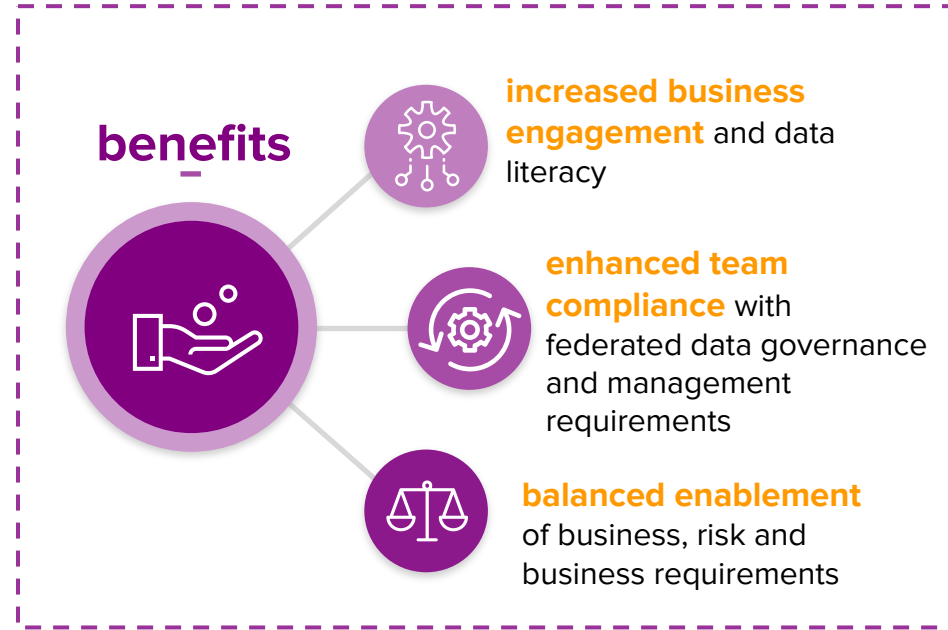 benefits
increased business
engagement and data
literacy
enhanced team
compliance with
federated data governance
and management
requirements
balanced enablement
of business, risk and
business requirements